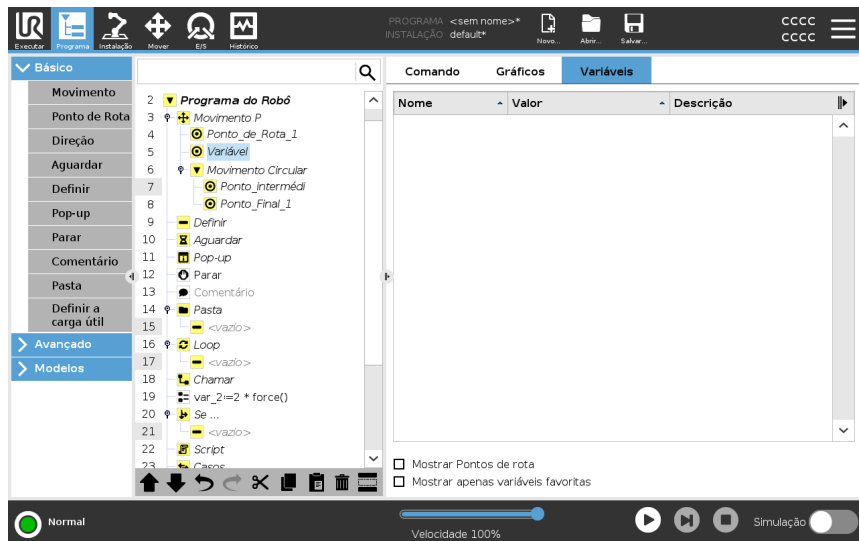 PROGRAMA <sem nome>*
INSTALAÇÃO default*
Executar Programa Instalação Mover E/S Histórico
Novo... Abrir... Salvar...
CCCC
CCCC
Básico
Movimento
Ponto de Rota
Direção
Aguardar
Definir
Pop-up
Parar
Comentário
Pasta
Definir a
carga útil
Avançado
Modelos
2 Programa do Robô
3 Movimento P
4 Ponto_de_Rota_1
5 Variável
6 Movimento Circular
7 Ponto_intermédi
8 Ponto_Final_1
9 Definir
10 Aguardar
11 Pop-up
12 Parar
13 Comentário
14 Pasta
15 <vazio>
16 Loop
17 <vazio>
18 Chamar
19 var_2:=2 * force()
20 Se ...
21 <vazio>
22 Script
23 Casos
Comando Gráficos Variáveis
Nome Valor Descrição
Mostrar Pontos de rota
Mostrar apenas variáveis favoritas
Normal
Velocidade 100%
Simulação